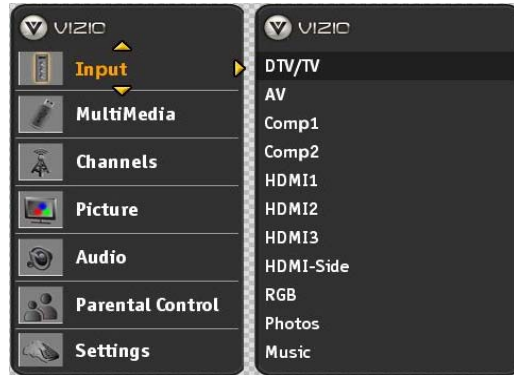 VIZIO
Input
MultiMedia
Channels
Picture
Audio
Parental Control
Settings
VIZIO
DTV/TV
AV
Comp1
Comp2
HDMI1
HDMI2
HDMI3
HDMI-Side
RGB
Photos
Music